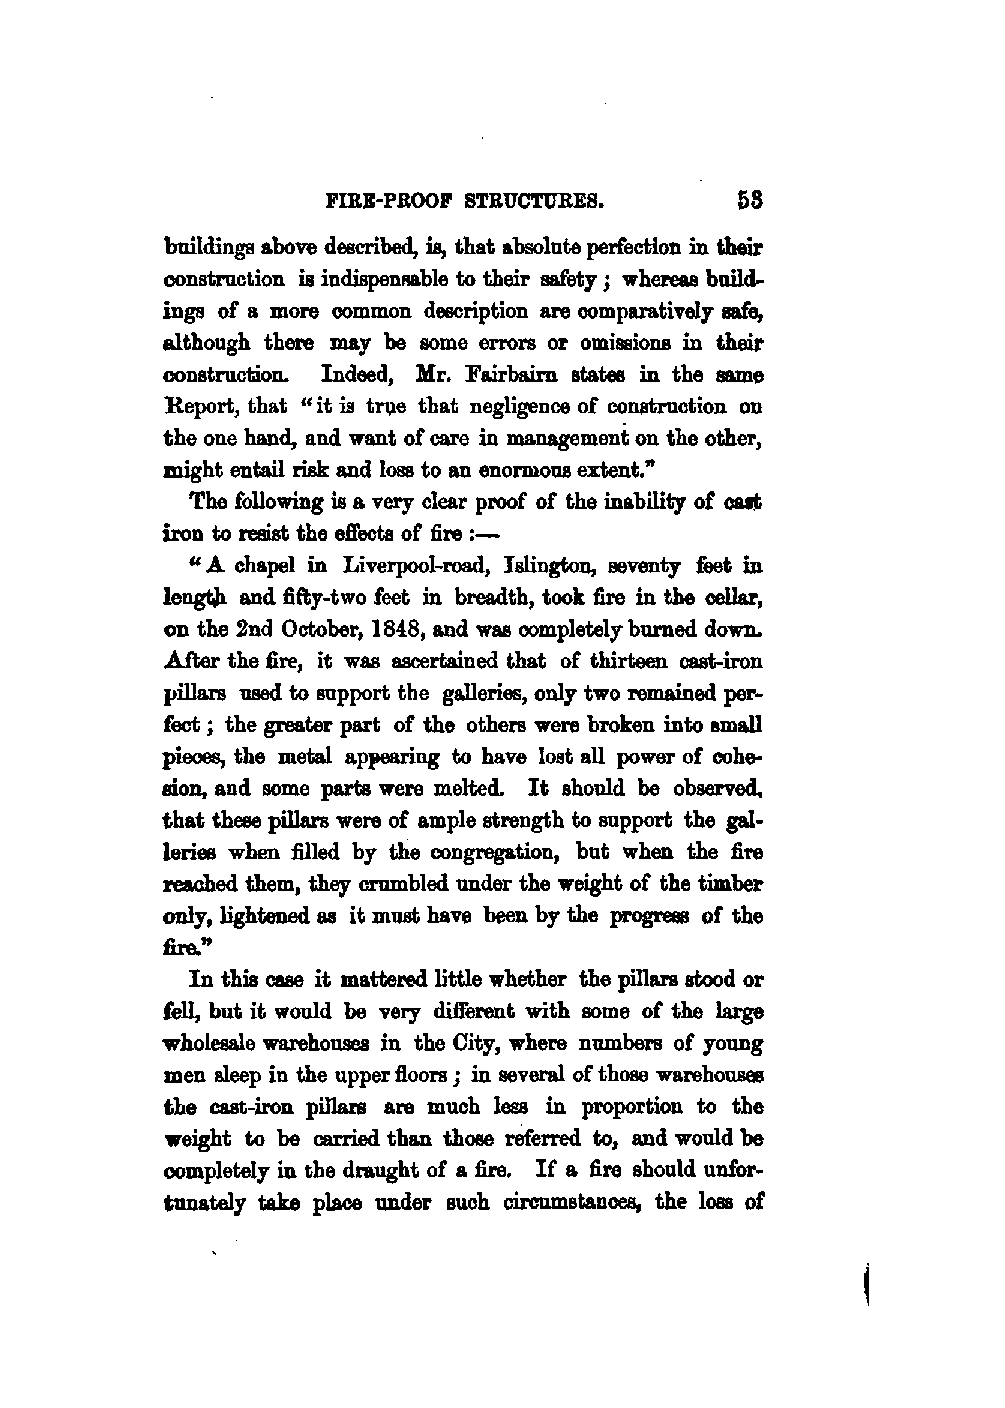 FIRE-PROOF STRUCTURES. 53
buildings above described, is, that absolute perfection in their
construction is indispensable to their safety; whereas build-
ings of a more common description are comparatively safe,
although there may be some errors or omissions in their
construction. Indeed, Mr. Fairbairn states in the same
Report, that "it is true that negligence of construction on
the one hand, and want of care in management on the other,
might entail risk and loss to an enormous extent."
The following is a very clear proof of the inability of cast
iron to resist the effects of fire:—
"A chapel in Liverpool-road, Islington, seventy feet in
length and fifty-two feet in breadth, took fire in the cellar,
on the 2nd October, 1848, and was completely burned down.
After the fire, it was ascertained that of thirteen cast-iron
pillars used to support the galleries, only two remained per-
fect; the greater part of the others were broken into small
pieces, the metal appearing to have lost all power of cohe-
sion, and some parts were melted. It should be observed,
that these pillars were of ample strength to support the gal-
leries when filled by the congregation, but when the fire
reached them, they crumbled under the weight of the timber
only, lightened as it must have been by the progress of the
fire."
In this case it mattered little whether the pillars stood or
fell, but it would be very different with some of the large
wholesale warehouses in the City, where numbers of young
men sleep in the upper floors; in several of those warehouses
the cast-iron pillars are much less in proportion to the
weight to be carried than those referred to, and would be
completely in the draught of a fire. If a fire should unfor-
tunately take place under such circumstances, the loss of